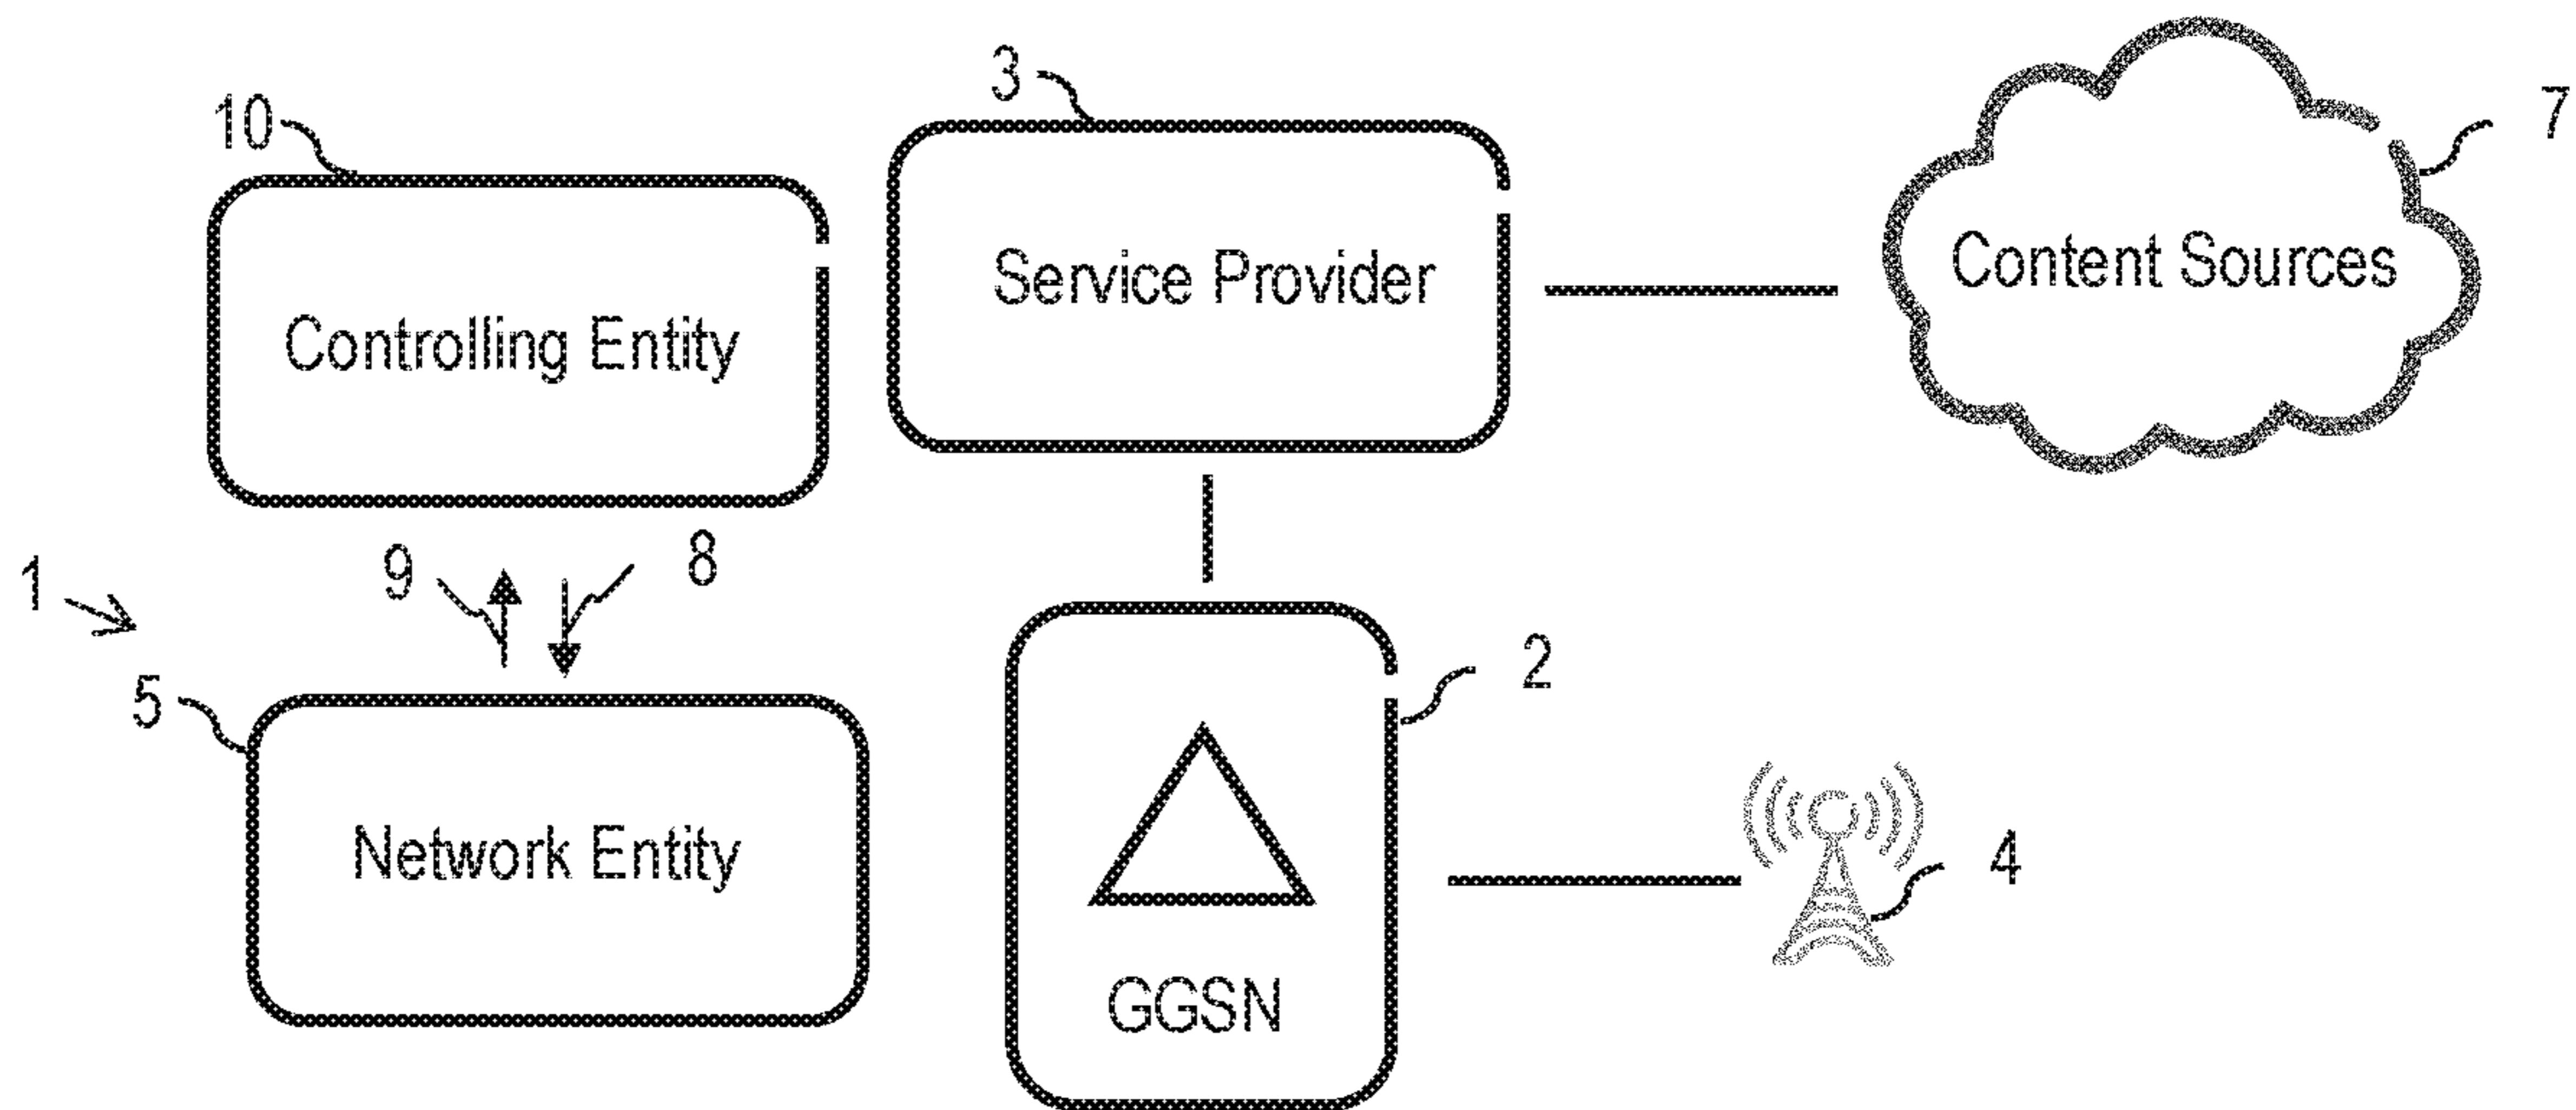 3
10
7
Service Provider
Content Sources
Controlling Entity
9
8
1
2
5
4
Network Entity
GGSN